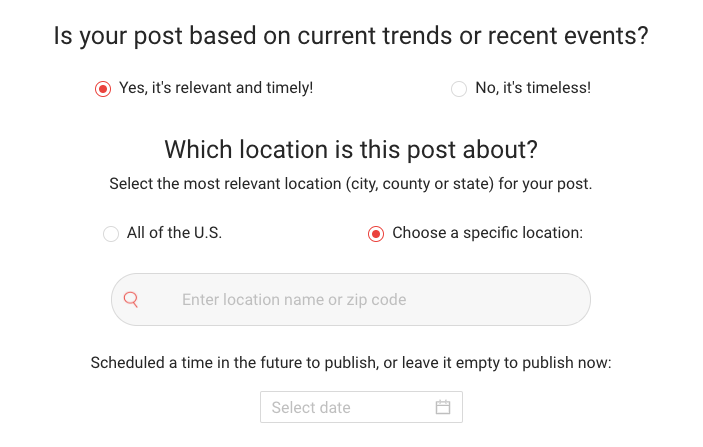 Is your post based on current trends or recent events?
Yes, it's relevant and timely!
No, it's timeless!
Which location is this post about?
Select the most relevant location (city, county or state) for your post.
All of the U.S.
Choose a specific location:
Enter location name or zip code
Scheduled a time in the future to publish, or leave it empty to publish now:
Select date